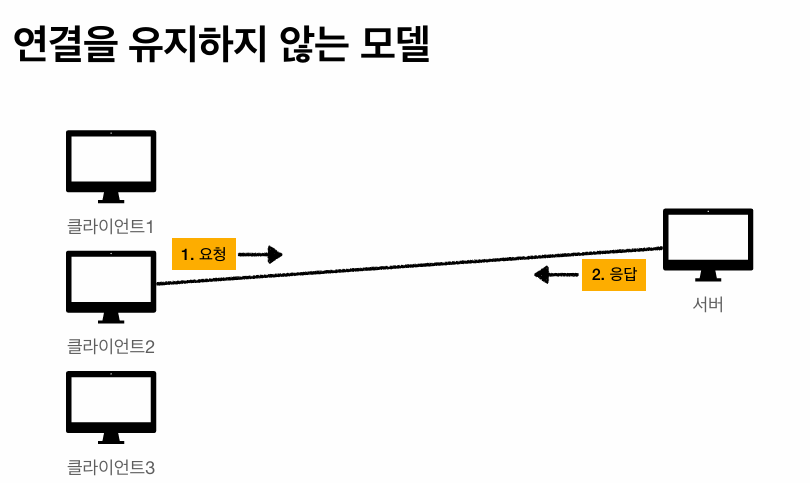 연결을 유지하지 않는 모델
클라이언트1
1. 요청
클라이언트2
2. 응답
서버
클라이언트3